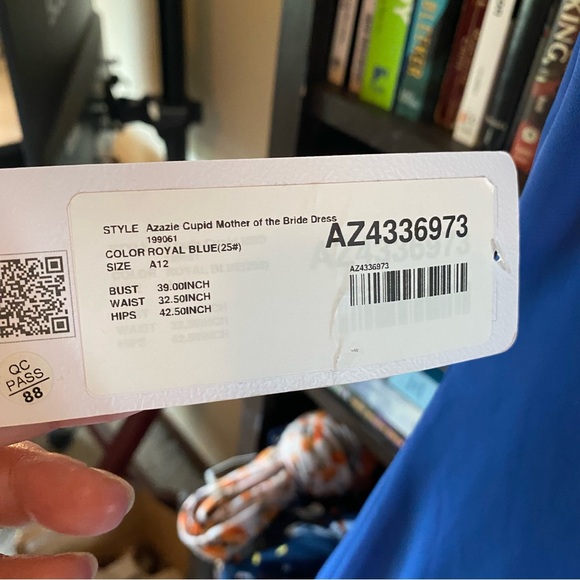 STYLE Azazie Cupid Mother of the Bride Dress
199061
COLOR ROYAL BLUE(25#)
SIZE A12
BUST 39.00INCH
WAIST 32.50INCH
HIPS 42.50INCH
AZ4336973
AZ4336973
QC
PASS
88